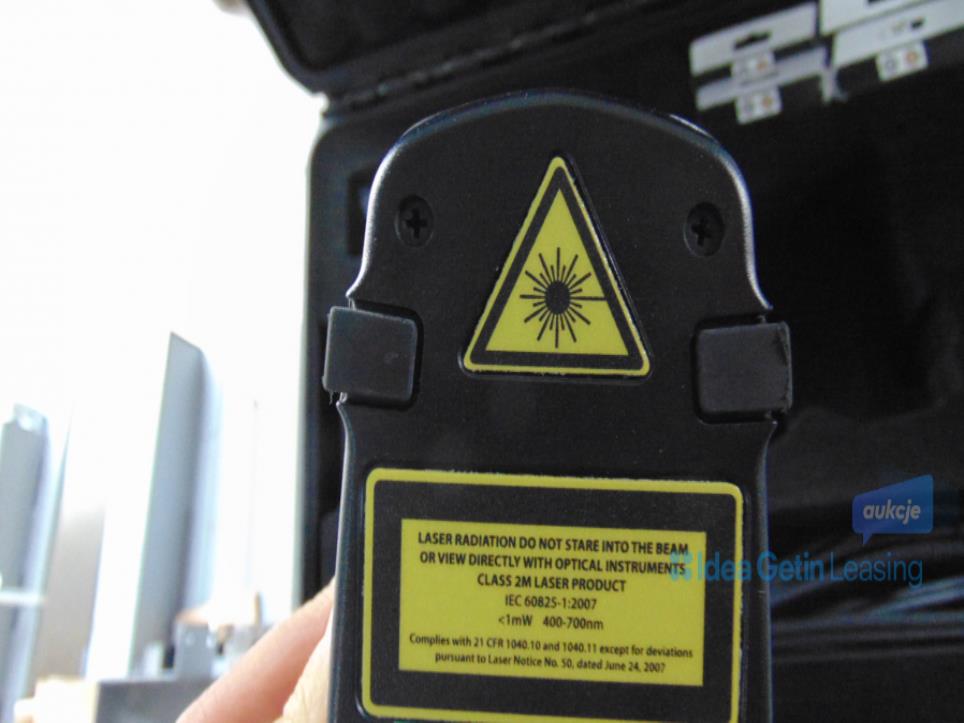 LASER RADIATION DO NOT STARE INTO THE BEAM
OR VIEW DIRECTLY WITH OPTICAL INSTRUMENTS
CLASS 2M LASER PRODUCT
IEC 60825-1:2007
<1mW 400-700nm
Complies with 21 CFR 1040.10 and 1040.11 except for deviations
pursuant to Laser Notice No. 50, dated June 24, 2007
aukcje
Idea Getin Leasing